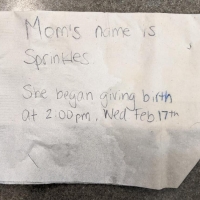 Mom's name is
Sprinkles.
She began giving birth
at 2:00pm, Wed Feb 17th